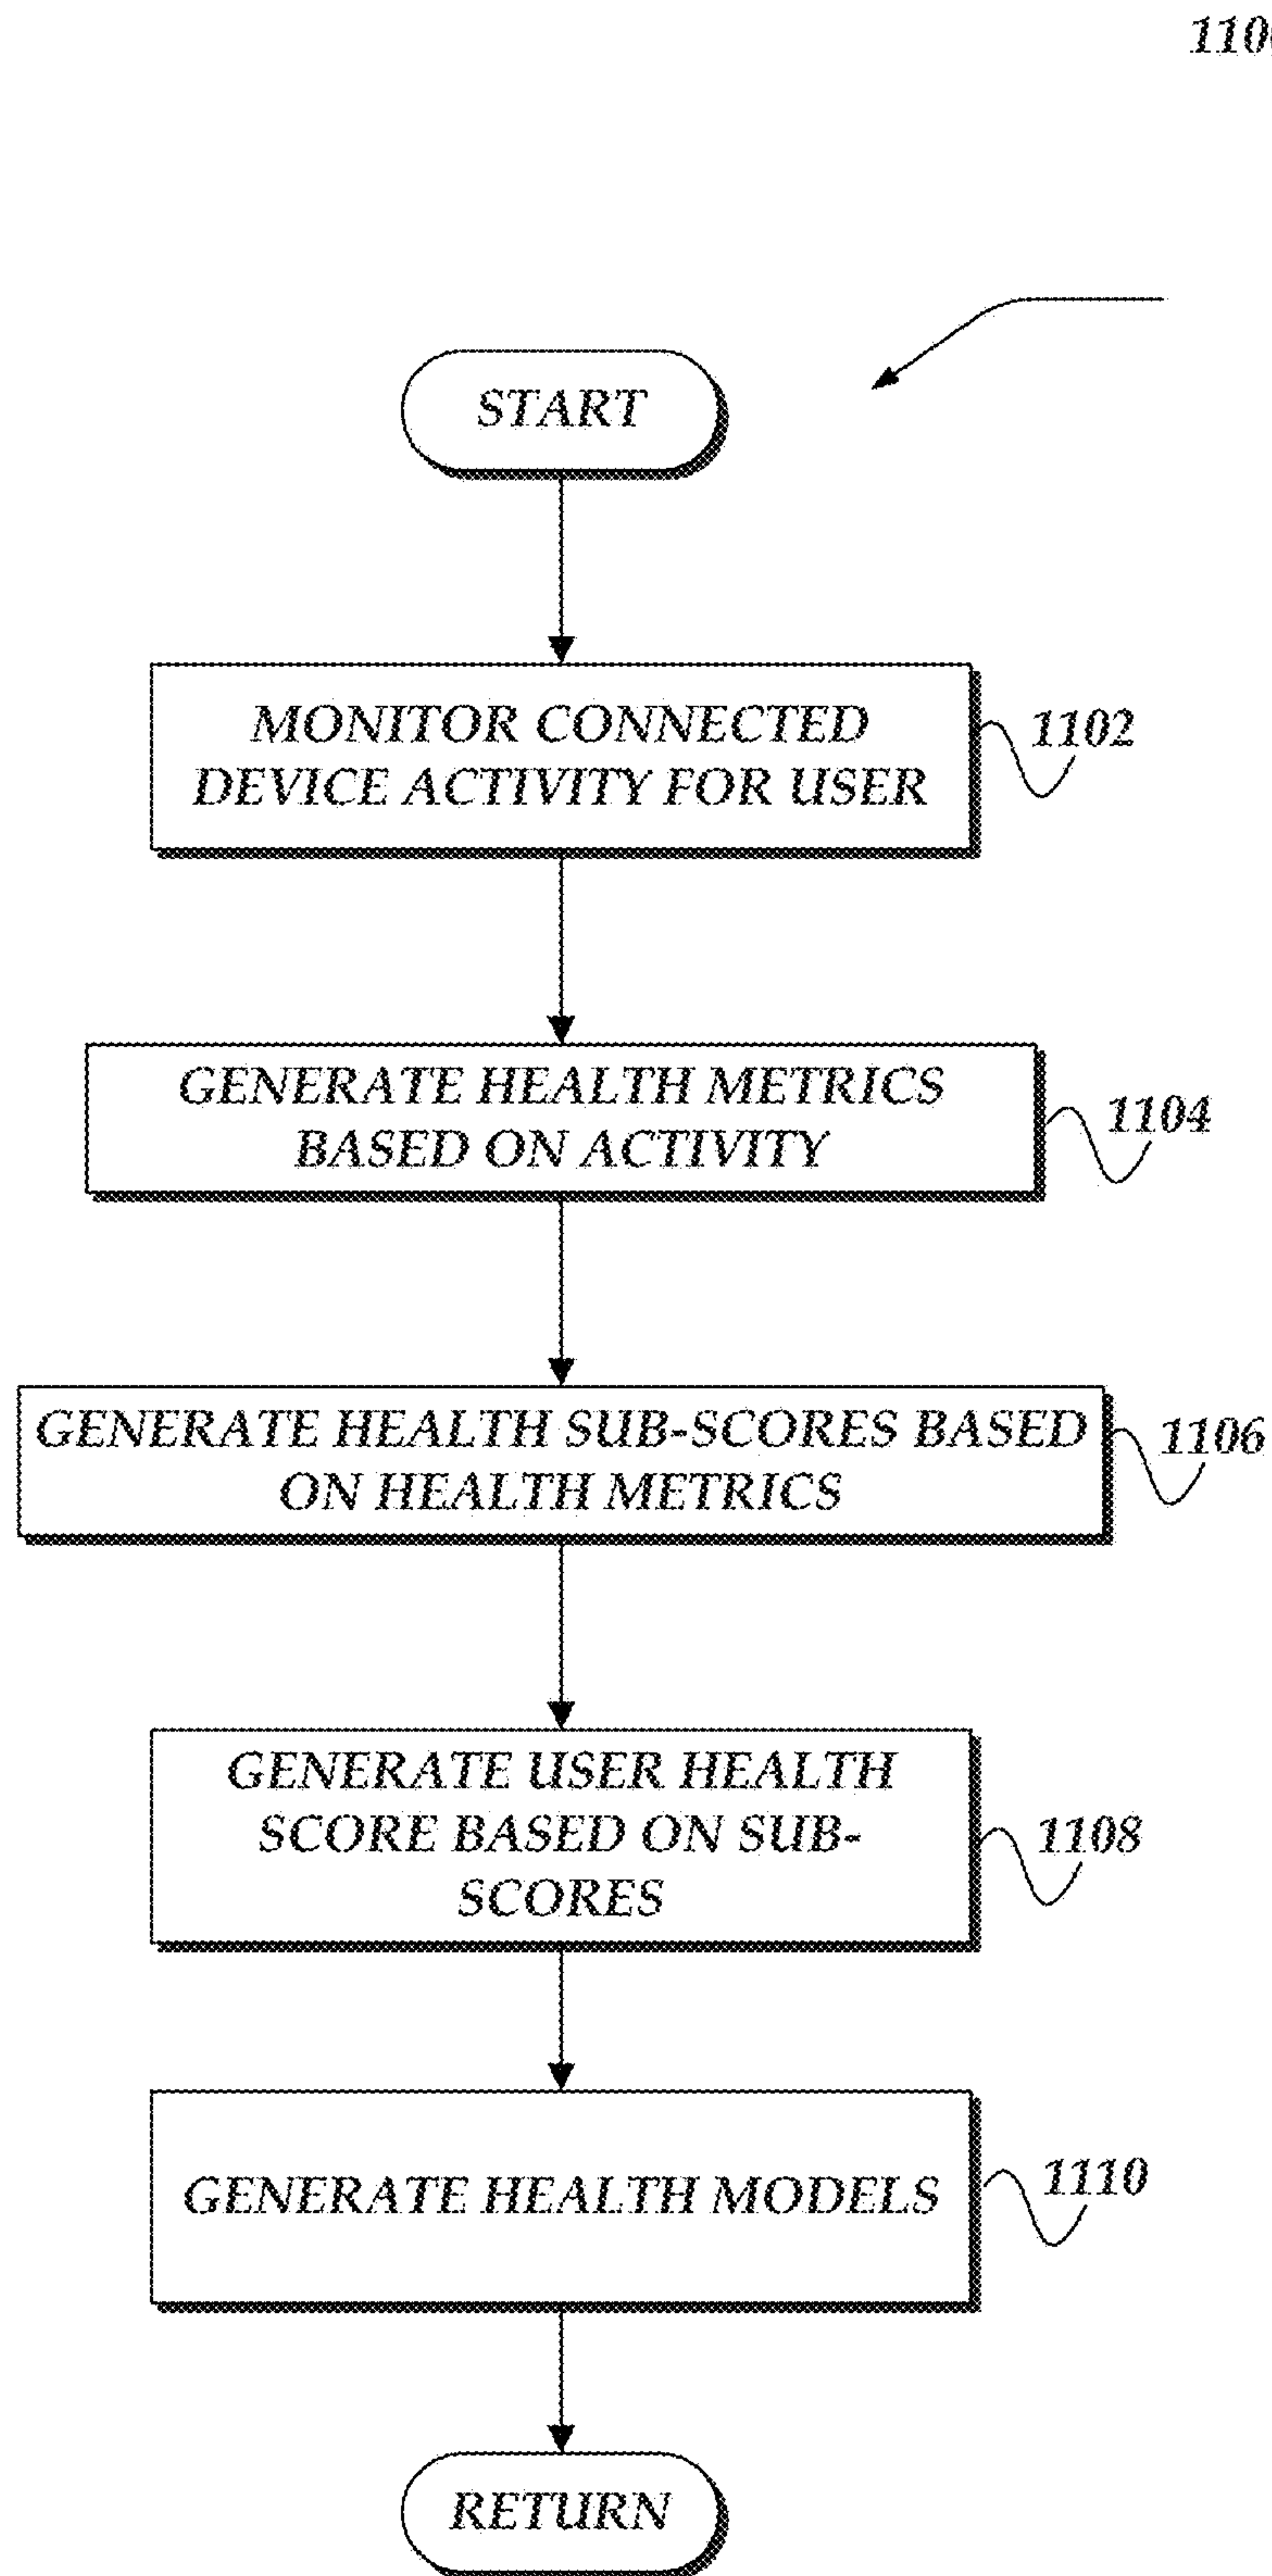 START
MONITOR CONNECTED
DEVICE ACTIVITY FOR USER
1102
GENERATE HEALTH METRICS
BASED ON ACTIVITY
1104
GENERATE HEALTH SUB-SCORES BASED
ON HEALTH METRICS
1106
GENERATE USER HEALTH
SCORE BASED ON SUB-
SCORES
1108
GENERATE HEALTH MODELS
1110
RETURN